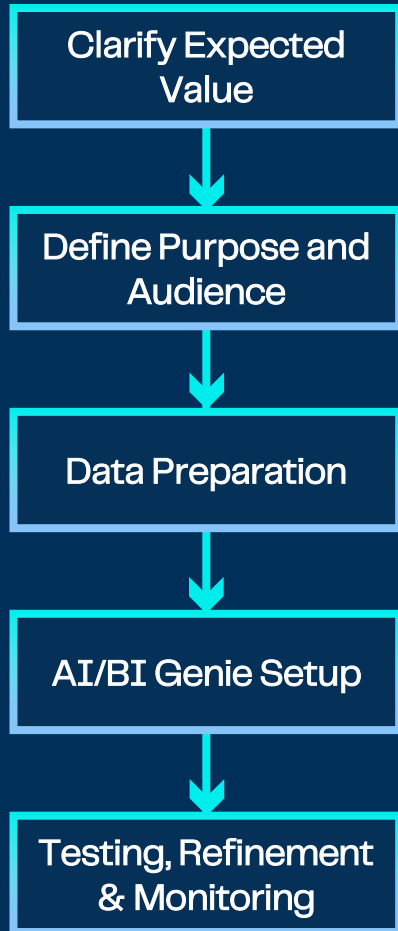 Clarify Expected
Value
Define Purpose and
Audience
Data Preparation
AI/BI Genie Setup
Testing, Refinement
& Monitoring